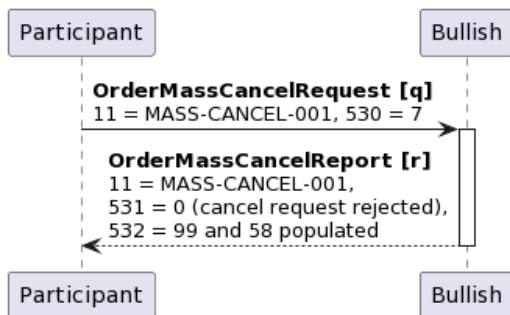 Participant
Bullish
OrderMassCancelRequest [q]
11 = MASS-CANCEL-001, 530 = 7
OrderMassCancelReport [r]
11 = MASS-CANCEL-001,
531 = 0 (cancel request rejected),
532 = 99 and 58 populated
Participant
Bullish